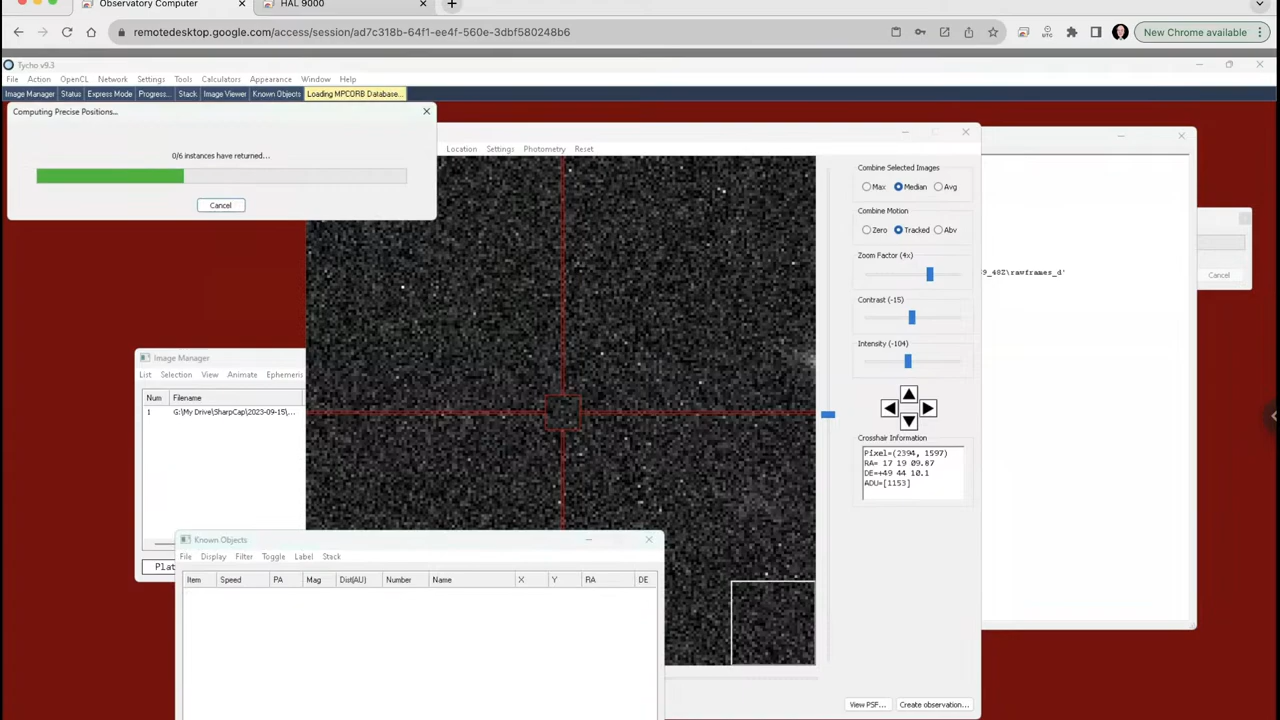 Observatory Computer
HAL 9000
remotedesktop.google.com/access/session/ad7c318b-64f1-ee4f-560e-3dbf580248b6
New Chrome available
Tycho v9.3
File Action OpenCL Network Settings Tools Calculators Appearance Window Help
Image Manager Status Express Mode Progress... Stack Image Viewer Known Objects Loading MPCORB Database...
Computing Precise Positions...
0/6 instances have returned...
Cancel
Location Settings Photometry Reset
Combine Selected Images
Max Median Avg
Combine Motion
Zero Tracked Abv
Zoom Factor (4x)
Contrast (-15)
Intensity (-104)
Crosshair Information
Pixel=(2394, 1597)
RA= 17 19 09.87
DE=+49 44 10.1
ADU=[1153]
View PSF... Create observation...
9_48Z\rawframes_d'
Cancel
Image Manager
List Selection View Animate Ephemeris
Num Filename
1 G:\My Drive\SharpCap\2023-09-15\...
Plat
Known Objects
File Display Filter Toggle Label Stack
Item Speed PA Mag Dist(AU) Number Name X Y RA DE